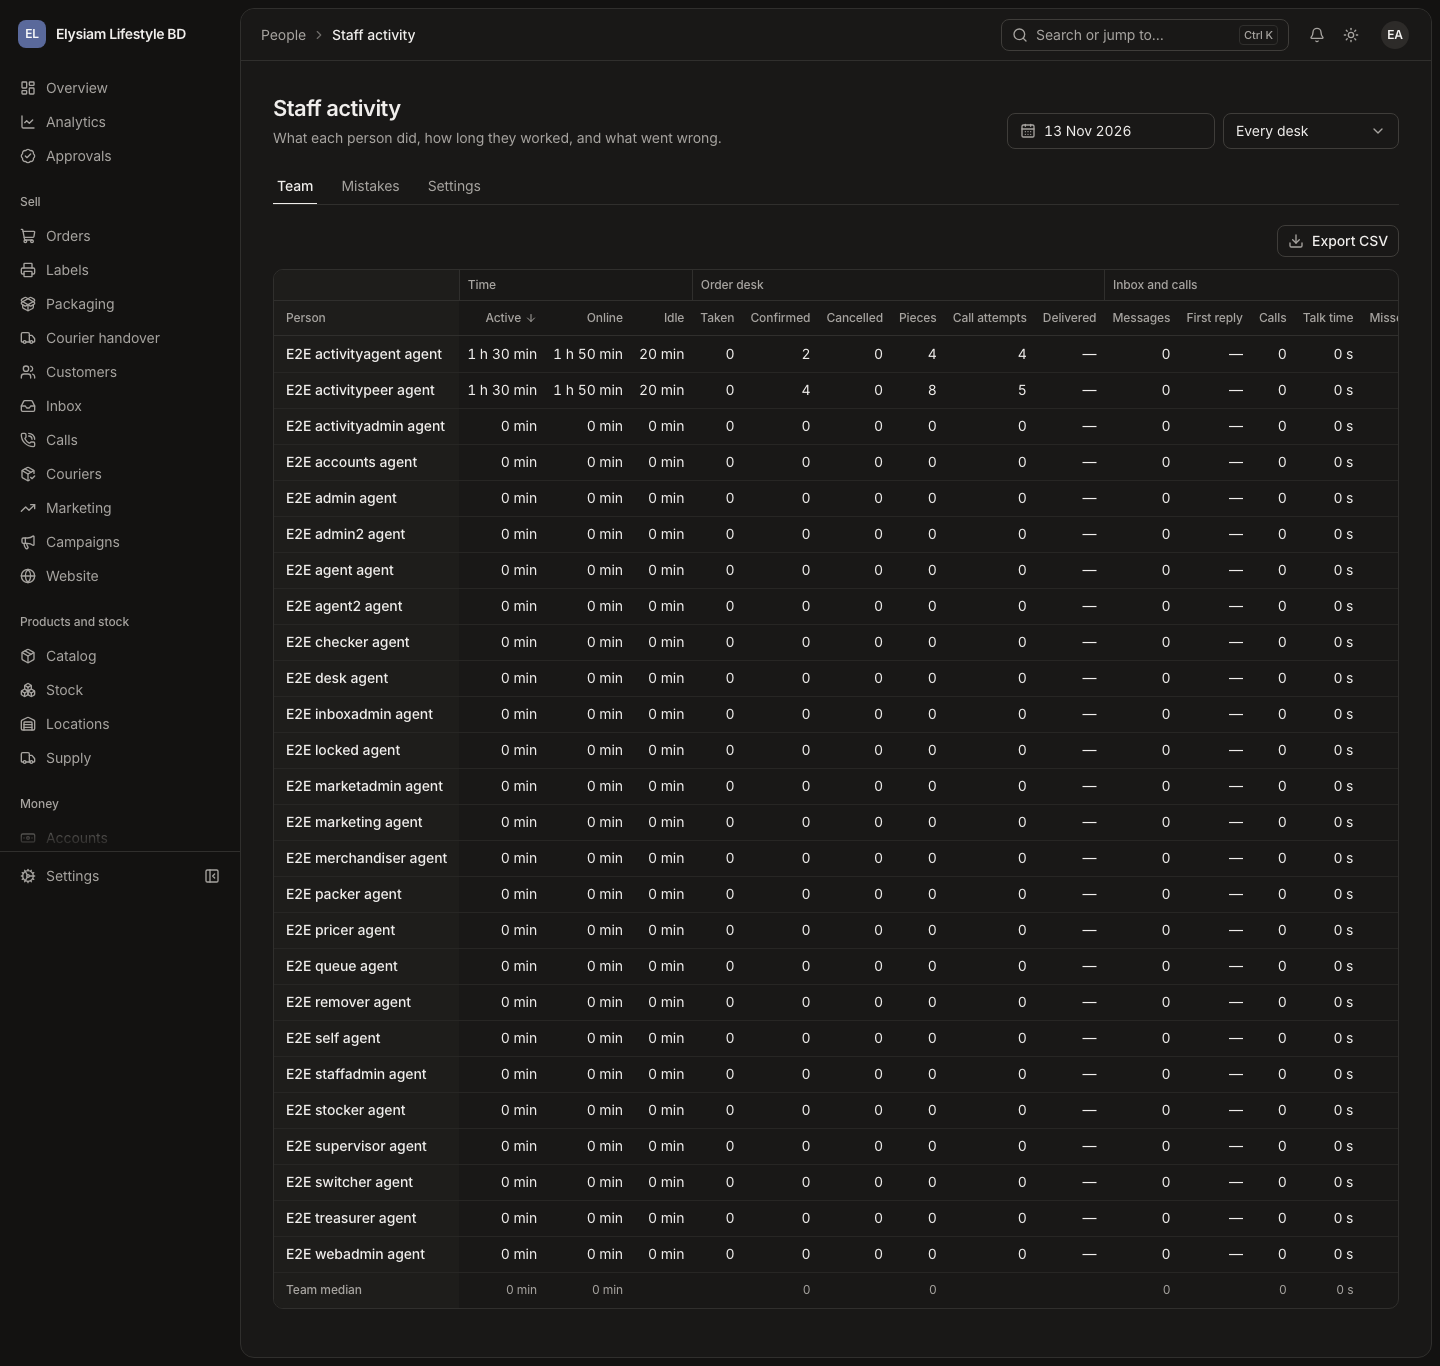 EL Elysiam Lifestyle BD
Overview
Analytics
Approvals
Sell
Orders
Labels
Packaging
Courier handover
Customers
Inbox
Calls
Couriers
Marketing
Campaigns
Website
Products and stock
Catalog
Stock
Locations
Supply
Money
Accounts
Settings
People > Staff activity
Search or jump to... Ctrl K
EA
Staff activity
What each person did, how long they worked, and what went wrong.
13 Nov 2026
Every desk
Team Mistakes Settings
Export CSV
Time Order desk Inbox and calls
Person Active ↓ Online Idle Taken Confirmed Cancelled Pieces Call attempts Delivered Messages First reply Calls Talk time
E2E activityagent agent 1 h 30 min 1 h 50 min 20 min 0 2 0 4 4 — 0 — 0 0 s
E2E activitypeer agent 1 h 30 min 1 h 50 min 20 min 0 4 0 8 5 — 0 — 0 0 s
E2E activityadmin agent 0 min 0 min 0 min 0 0 0 0 0 — 0 — 0 0 s
E2E accounts agent 0 min 0 min 0 min 0 0 0 0 0 — 0 — 0 0 s
E2E admin agent 0 min 0 min 0 min 0 0 0 0 0 — 0 — 0 0 s
E2E admin2 agent 0 min 0 min 0 min 0 0 0 0 0 — 0 — 0 0 s
E2E agent agent 0 min 0 min 0 min 0 0 0 0 0 — 0 — 0 0 s
E2E agent2 agent 0 min 0 min 0 min 0 0 0 0 0 — 0 — 0 0 s
E2E checker agent 0 min 0 min 0 min 0 0 0 0 0 — 0 — 0 0 s
E2E desk agent 0 min 0 min 0 min 0 0 0 0 0 — 0 — 0 0 s
E2E inboxadmin agent 0 min 0 min 0 min 0 0 0 0 0 — 0 — 0 0 s
E2E locked agent 0 min 0 min 0 min 0 0 0 0 0 — 0 — 0 0 s
E2E marketadmin agent 0 min 0 min 0 min 0 0 0 0 0 — 0 — 0 0 s
E2E marketing agent 0 min 0 min 0 min 0 0 0 0 0 — 0 — 0 0 s
E2E merchandiser agent 0 min 0 min 0 min 0 0 0 0 0 — 0 — 0 0 s
E2E packer agent 0 min 0 min 0 min 0 0 0 0 0 — 0 — 0 0 s
E2E pricer agent 0 min 0 min 0 min 0 0 0 0 0 — 0 — 0 0 s
E2E queue agent 0 min 0 min 0 min 0 0 0 0 0 — 0 — 0 0 s
E2E remover agent 0 min 0 min 0 min 0 0 0 0 0 — 0 — 0 0 s
E2E self agent 0 min 0 min 0 min 0 0 0 0 0 — 0 — 0 0 s
E2E staffadmin agent 0 min 0 min 0 min 0 0 0 0 0 — 0 — 0 0 s
E2E stocker agent 0 min 0 min 0 min 0 0 0 0 0 — 0 — 0 0 s
E2E supervisor agent 0 min 0 min 0 min 0 0 0 0 0 — 0 — 0 0 s
E2E switcher agent 0 min 0 min 0 min 0 0 0 0 0 — 0 — 0 0 s
E2E treasurer agent 0 min 0 min 0 min 0 0 0 0 0 — 0 — 0 0 s
E2E webadmin agent 0 min 0 min 0 min 0 0 0 0 0 — 0 — 0 0 s
Team median 0 min 0 min 0 0 0 0 0 s